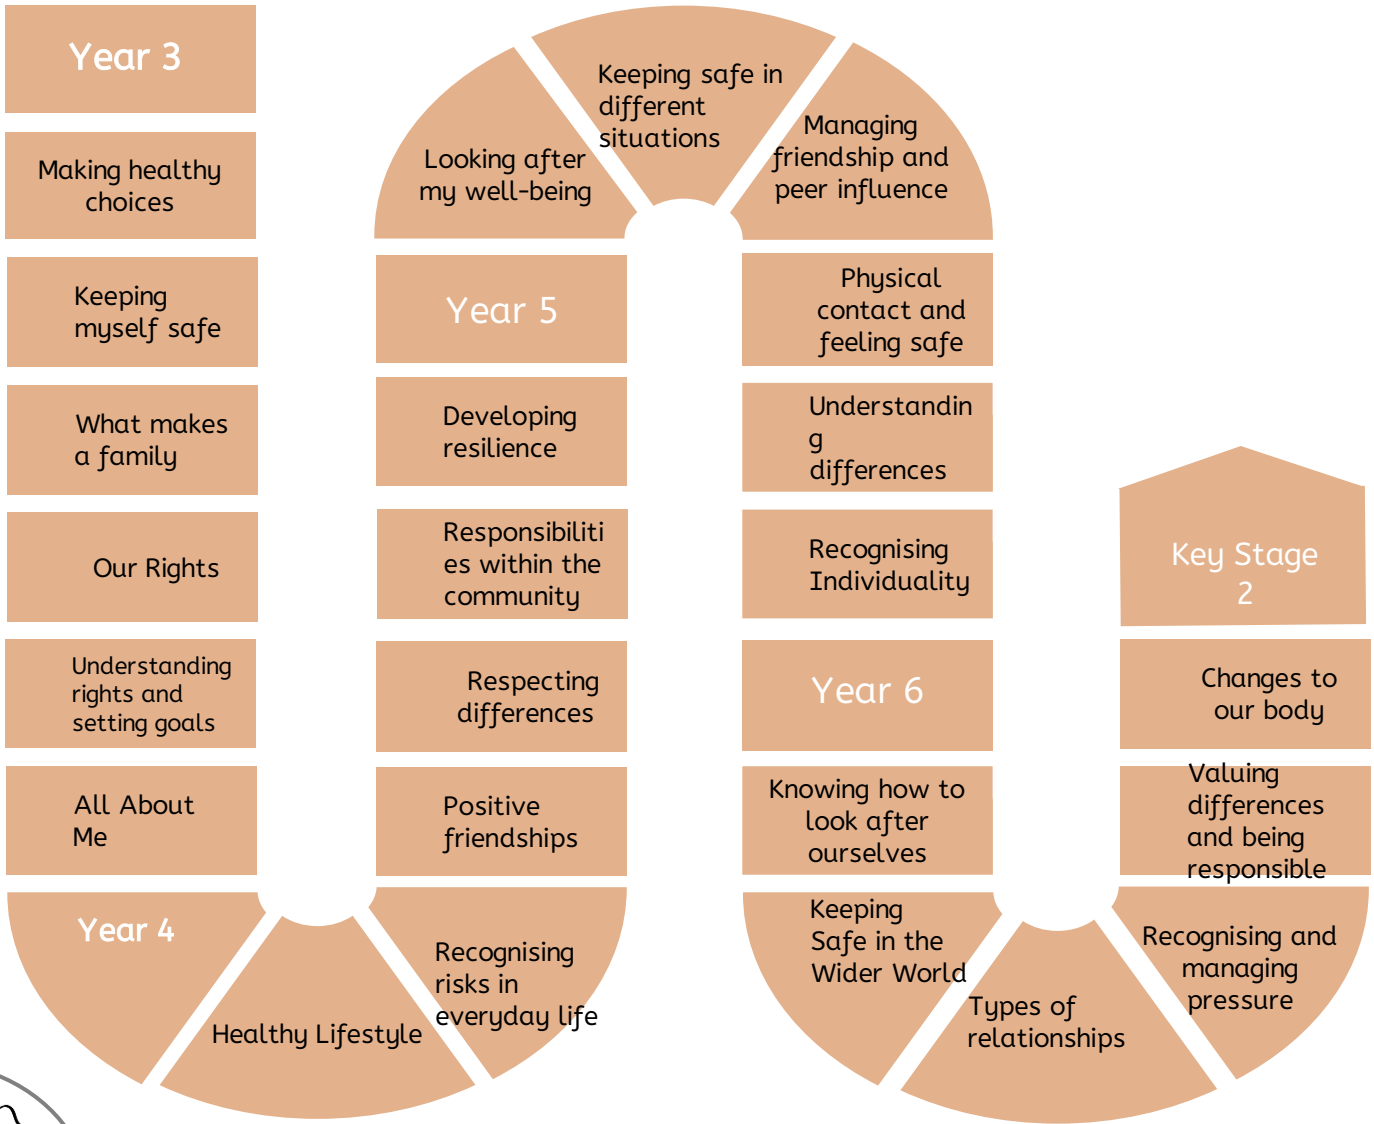 Year 3
Making healthy
choices
Keeping
myself safe
What makes
a family
Our Rights
Understanding
rights and
setting goals
All About
Me
Year 4
Healthy Lifestyle
Recognising
risks in
everyday life
Positive
friendships
Respecting
differences
Responsibiliti
es within the
community
Developing
resilience
Year 5
Looking after
my well-being
Keeping safe in
different
situations
Managing
friendship and
peer influence
Physical
contact and
feeling safe
Understandin
g
differences
Recognising
Individuality
Year 6
Knowing how to
look after
ourselves
Keeping
Safe in the
Wider World
Types of
relationships
Recognising and
managing
pressure
Valuing
differences
and being
responsible
Changes to
our body
Key Stage
2